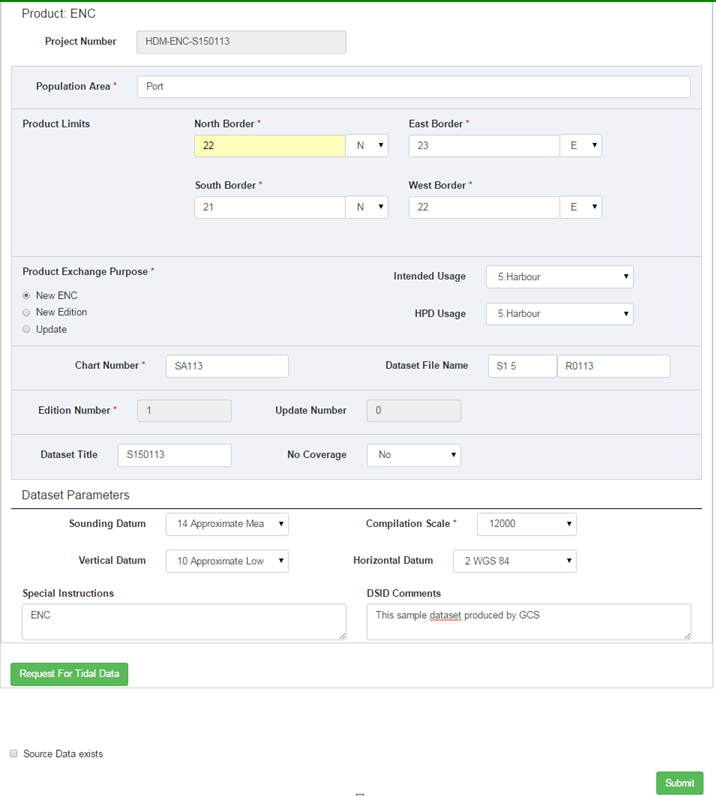 Product: ENC
Project Number HDM-ENC-S150113
Population Area * Port
Product Limits North Border * East Border *
22 N 23 E
South Border * West Border *
21 N 22 E
Product Exchange Purpose * Intended Usage 5.Harbour
New ENC
New Edition HPD Usage 5.Harbour
Update
Chart Number * SA113 Dataset File Name S1 5 R0113
Edition Number * 1 Update Number 0
Dataset Title S150113 No Coverage No
Dataset Parameters
Sounding Datum 14 Approximate Mea Compilation Scale * 12000
Vertical Datum 10 Approximate Low Horizontal Datum 2 WGS 84
Special Instructions DSID Comments
ENC This sample dataset produced by GCS
Request For Tidal Data
Source Data exists
Submit